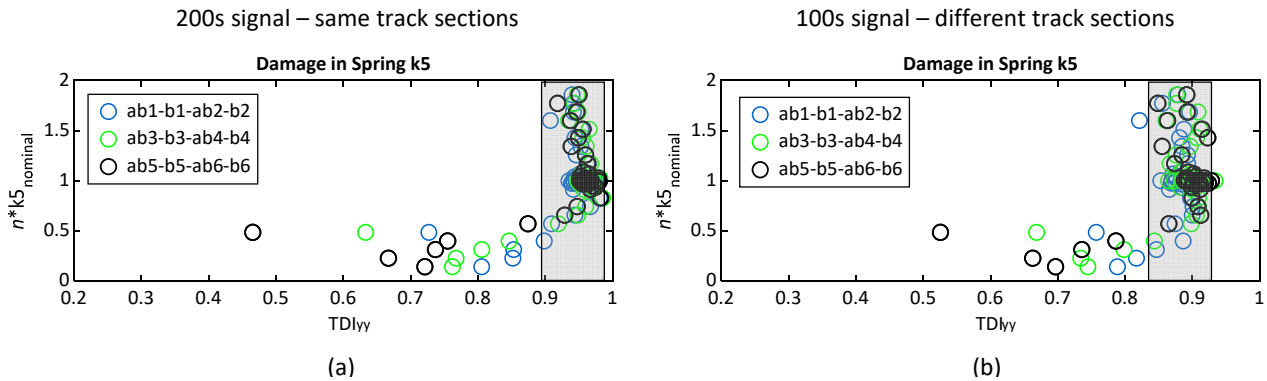 200s signal – same track sections
Damage in Spring k5
n*k5nominal
2
1.5
1
0.5
0
ab1-b1-ab2-b2
ab3-b3-ab4-b4
ab5-b5-ab6-b6
0.2 0.3 0.4 0.5 0.6 0.7 0.8 0.9 1
TDIyy
(a)
100s signal – different track sections
Damage in Spring k5
n*k5nominal
2
1.5
1
0.5
0
ab1-b1-ab2-b2
ab3-b3-ab4-b4
ab5-b5-ab6-b6
0.2 0.3 0.4 0.5 0.6 0.7 0.8 0.9 1
TDIyy
(b)